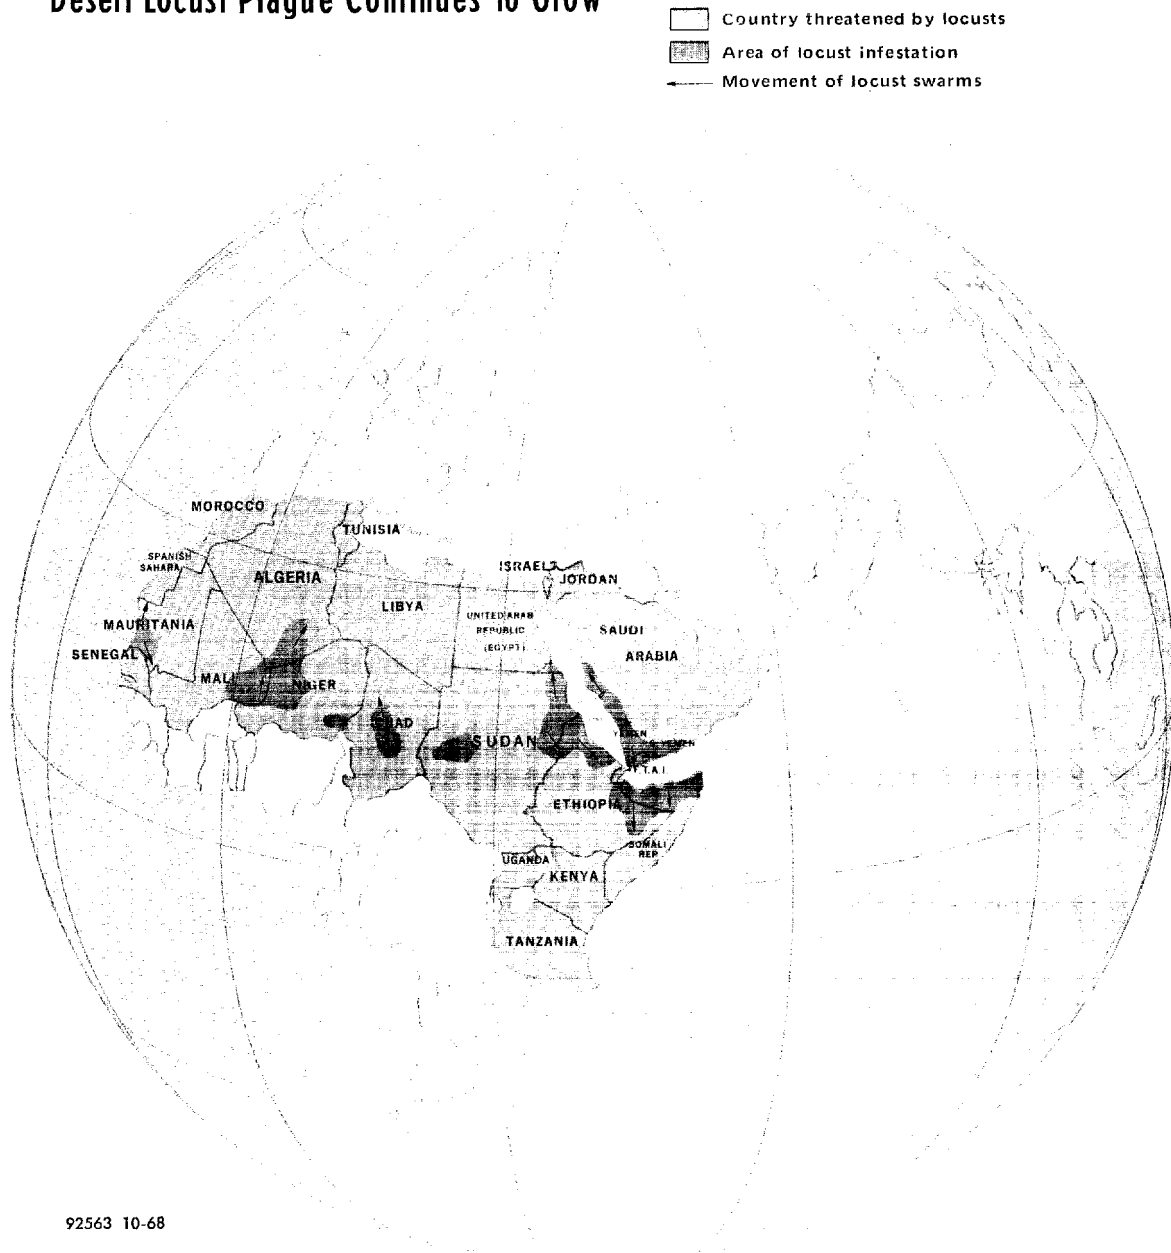 Desert Locust Plague Continues To Grow
Country threatened by locusts
Area of locust infestation
Movement of locust swarms
MOROCCO
TUNISIA
SPANISH
SAHARA
ISRAEL
ALGERIA
JORDAN
LIBYA
UNITED ARAB
REPUBLIC
(EGYPT)
MAURITANIA
SAUDI
ARABIA
SENEGAL
MALI
NIGER
CHAD
SUDAN
YEMEN
F.T.A.I.
ETHIOPIA
SOMALI
REP.
UGANDA
KENYA
TANZANIA
92563 10-68